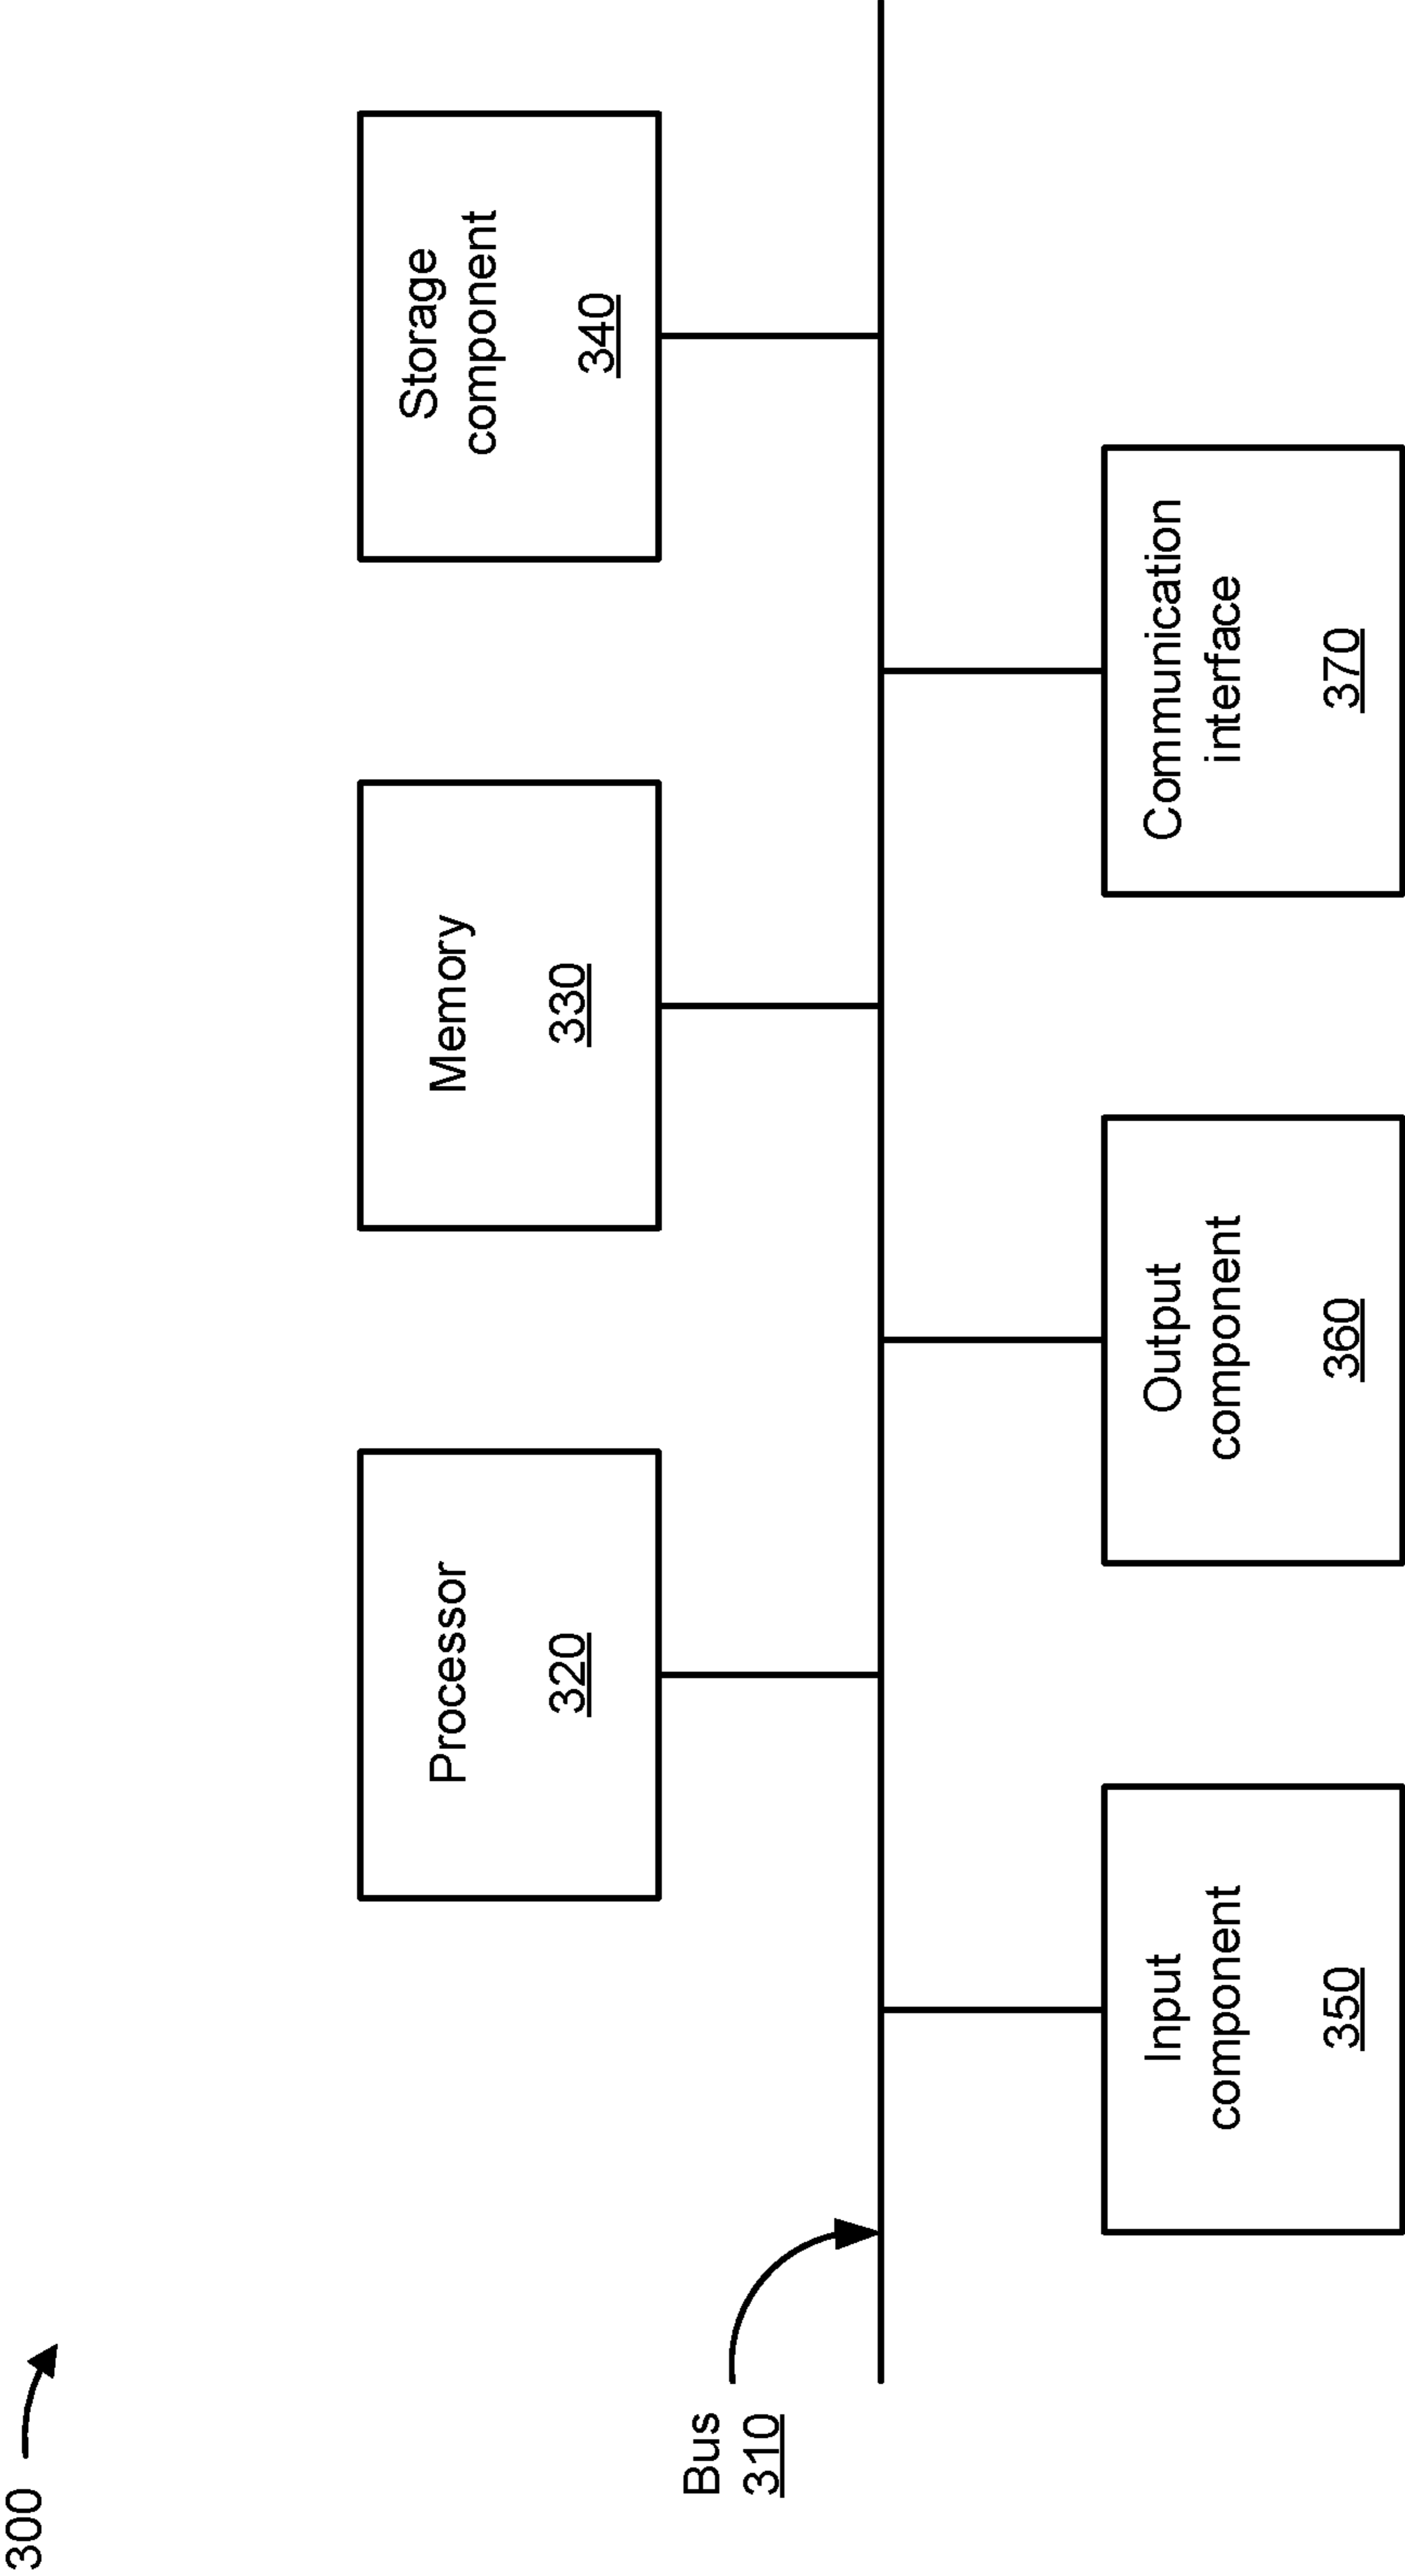 300
Processor
320
Memory
330
Storage
component
340
Bus
310
Input
component
350
Output
component
360
Communication
interface
370